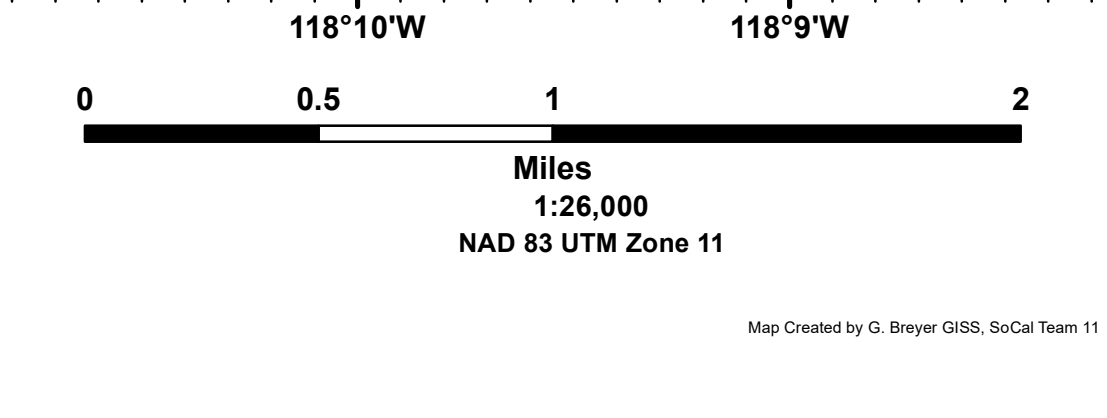 118°10'W 118°9'W
0 0.5 1 2
Miles
1:26,000
NAD 83 UTM Zone 11
Map Created by G. Breyer GISS, SoCal Team 11